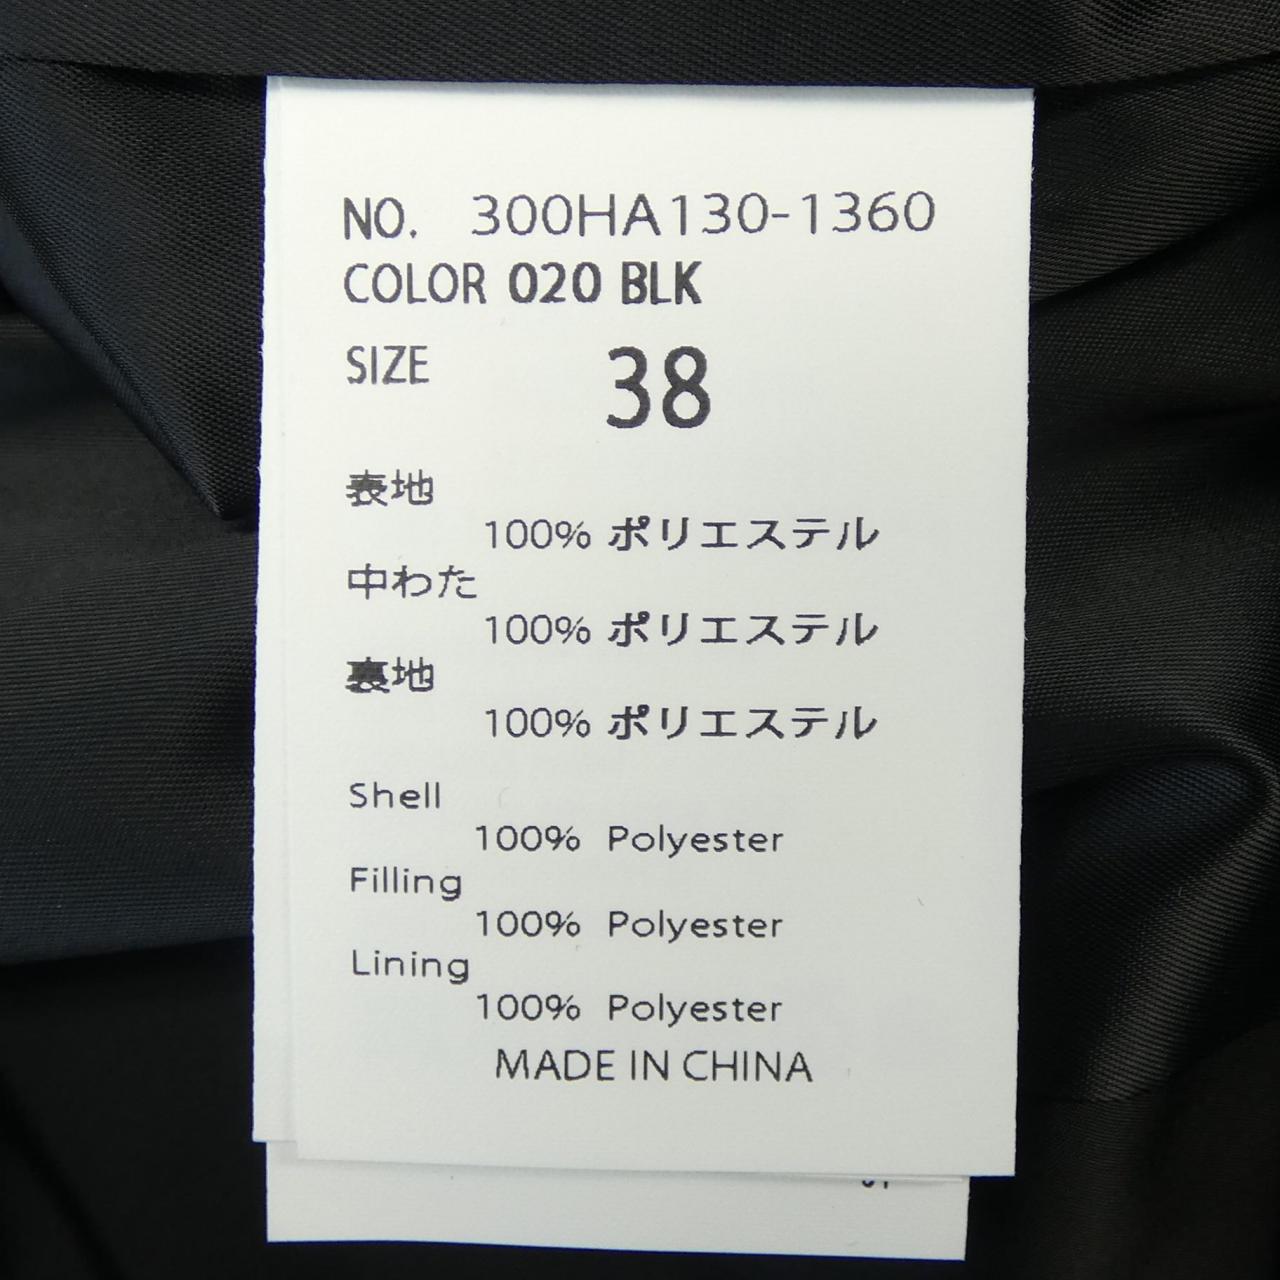 NO. 300HA130-1360
COLOR 020 BLK
SIZE 38
表地
100% ポリエステル
中わた
100% ポリエステル
裏地
100% ポリエステル
Shell
100% Polyester
Filling
100% Polyester
Lining
100% Polyester
MADE IN CHINA